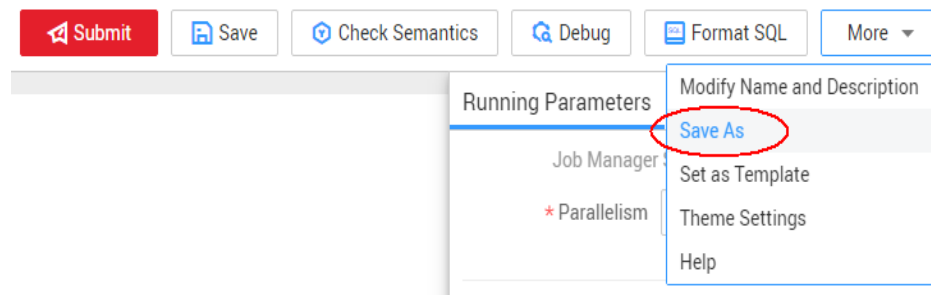 Submit Save Check Semantics Debug Format SQL More
Modify Name and Description
Running Parameters
Save As
Job Manager
Set as Template
* Parallelism
Theme Settings
Help